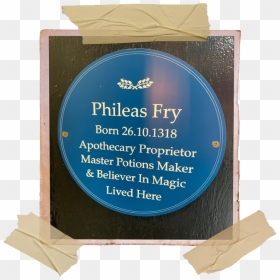 Phileas Fry
Born 26.10.1318
Apothecary Proprietor
Master Potions Maker
& Believer In Magic
Lived Here